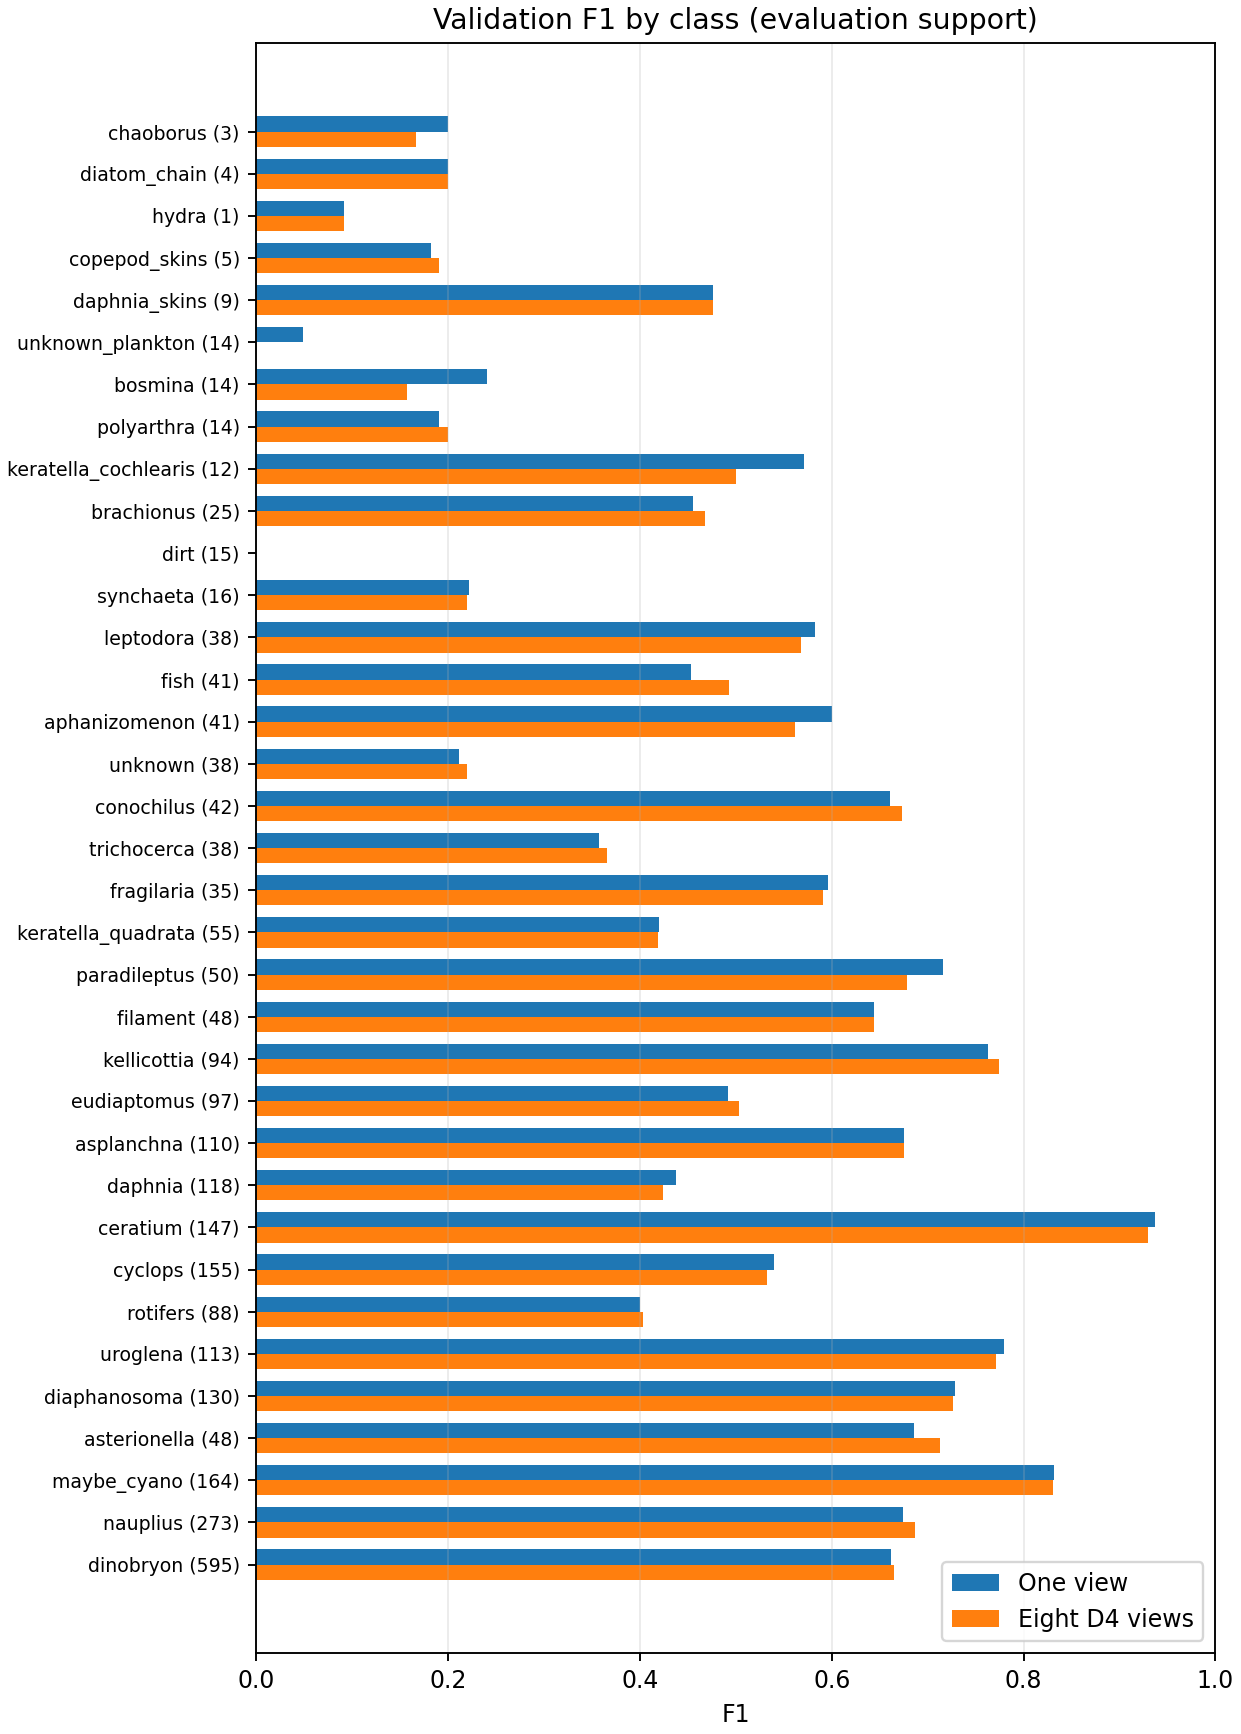 Validation F1 by class (evaluation support)
chaoborus (3)
diatom_chain (4)
hydra (1)
copepod_skins (5)
daphnia_skins (9)
unknown_plankton (14)
bosmina (14)
polyarthra (14)
keratella_cochlearis (12)
brachionus (25)
dirt (15)
synchaeta (16)
leptodora (38)
fish (41)
aphanizomenon (41)
unknown (38)
conochilus (42)
trichocerca (38)
fragilaria (35)
keratella_quadrata (55)
paradileptus (50)
filament (48)
kellicottia (94)
eudiaptomus (97)
asplanchna (110)
daphnia (118)
ceratium (147)
cyclops (155)
rotifers (88)
uroglena (113)
diaphanosoma (130)
asterionella (48)
maybe_cyano (164)
nauplius (273)
dinobryon (595)
One view
Eight D4 views
0.0 0.2 0.4 0.6 0.8 1.0
F1